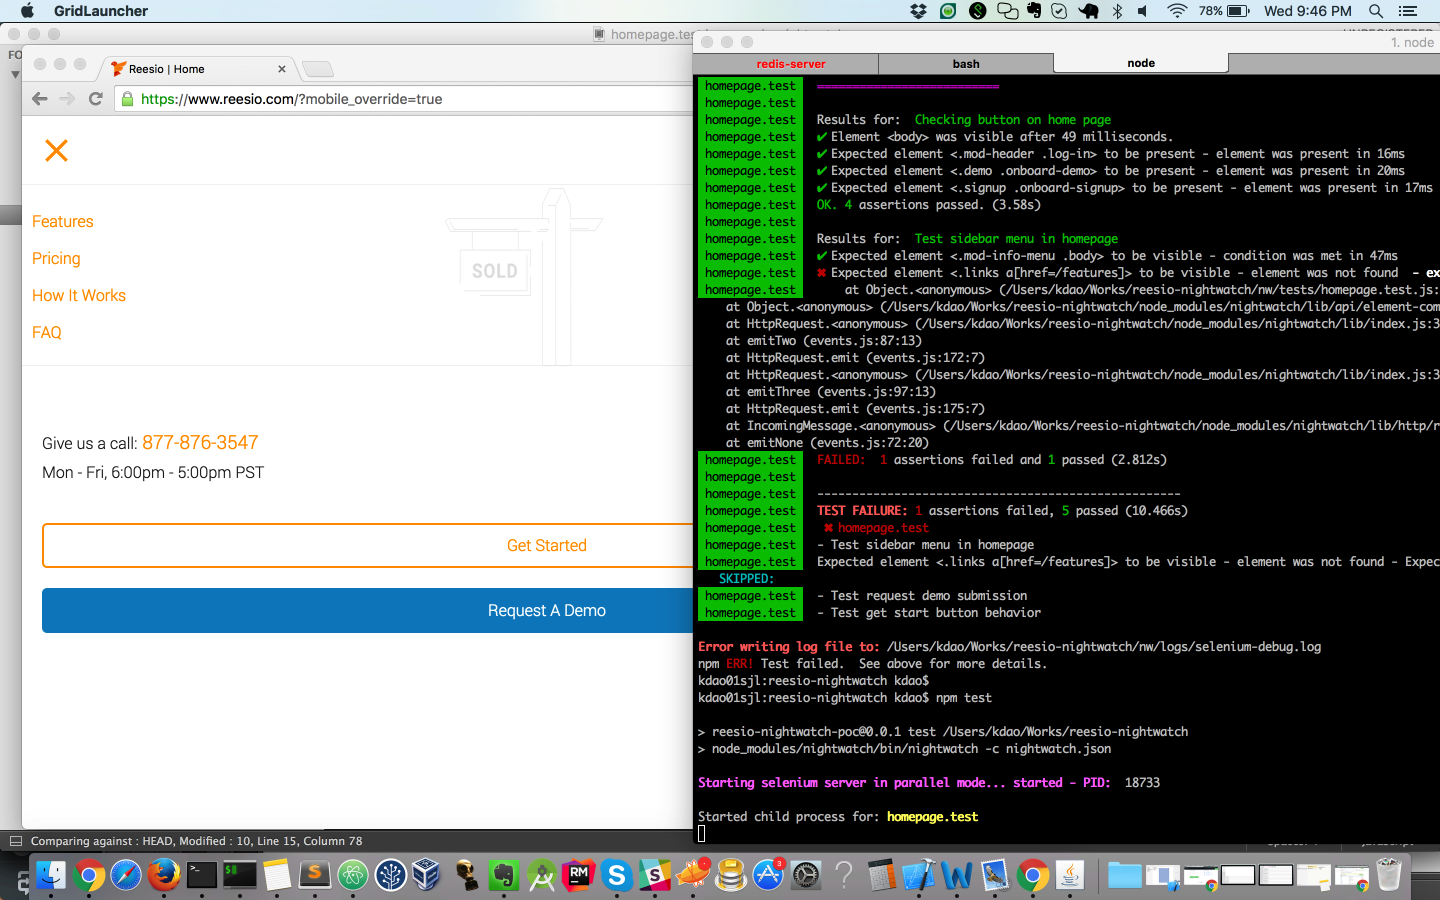 GridLauncher
78%
Wed 9:46 PM
homepage.te
FO
Reesio | Home
https://www.reesio.com/?mobile_override=true
Features
Pricing
How It Works
FAQ
SOLD
Give us a call: 877-876-3547
Mon - Fri, 6:00pm - 5:00pm PST
Get Started
Request A Demo
Comparing against : HEAD, Modified : 10, Line 15, Column 78
1. node
redis-server bash node
homepage.test ==========================
homepage.test
homepage.test Results for: Checking button on home page
homepage.test ✔ Element <body> was visible after 49 milliseconds.
homepage.test ✔ Expected element <.mod-header .log-in> to be present - element was present in 16ms
homepage.test ✔ Expected element <.demo .onboard-demo> to be present - element was present in 20ms
homepage.test ✔ Expected element <.signup .onboard-signup> to be present - element was present in 17ms
homepage.test OK. 4 assertions passed. (3.58s)
homepage.test
homepage.test Results for: Test sidebar menu in homepage
homepage.test ✔ Expected element <.mod-info-menu .body> to be visible - condition was met in 47ms
homepage.test ✖ Expected element <.links a[href=/features]> to be visible - element was not found - ex
homepage.test at Object.<anonymous> (/Users/kdao/Works/reesio-nightwatch/nw/tests/homepage.test.js:
at Object.<anonymous> (/Users/kdao/Works/reesio-nightwatch/node_modules/nightwatch/lib/api/element-com
at HttpRequest.<anonymous> (/Users/kdao/Works/reesio-nightwatch/node_modules/nightwatch/lib/index.js:3
at emitTwo (events.js:87:13)
at HttpRequest.emit (events.js:172:7)
at HttpRequest.<anonymous> (/Users/kdao/Works/reesio-nightwatch/node_modules/nightwatch/lib/index.js:3
at emitThree (events.js:97:13)
at HttpRequest.emit (events.js:175:7)
at IncomingMessage.<anonymous> (/Users/kdao/Works/reesio-nightwatch/node_modules/nightwatch/lib/http/r
at emitNone (events.js:72:20)
homepage.test FAILED: 1 assertions failed and 1 passed (2.812s)
homepage.test
homepage.test ----------------------------------------------------
homepage.test TEST FAILURE: 1 assertions failed, 5 passed (10.466s)
homepage.test ✖ homepage.test
homepage.test - Test sidebar menu in homepage
homepage.test Expected element <.links a[href=/features]> to be visible - element was not found - Expec
SKIPPED:
homepage.test - Test request demo submission
homepage.test - Test get start button behavior
Error writing log file to: /Users/kdao/Works/reesio-nightwatch/nw/logs/selenium-debug.log
npm ERR! Test failed. See above for more details.
kdao01sjl:reesio-nightwatch kdao$
kdao01sjl:reesio-nightwatch kdao$ npm test
> reesio-nightwatch-poc@0.0.1 test /Users/kdao/Works/reesio-nightwatch
> node_modules/nightwatch/bin/nightwatch -c nightwatch.json
Starting selenium server in parallel mode... started - PID: 18733
Started child process for: homepage.test
RM
3